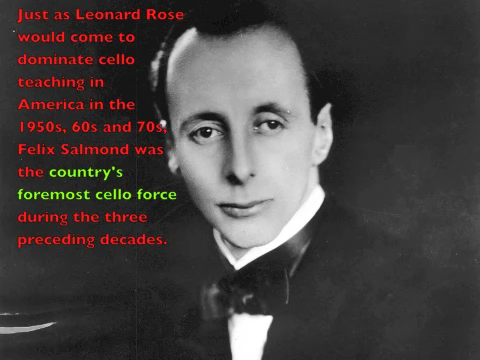 Just as Leonard Rose
would come to
dominate cello
teaching in
America in the
1950s, 60s and 70s,
Felix Salmond was
the country's
foremost cello force
during the three
preceding decades.